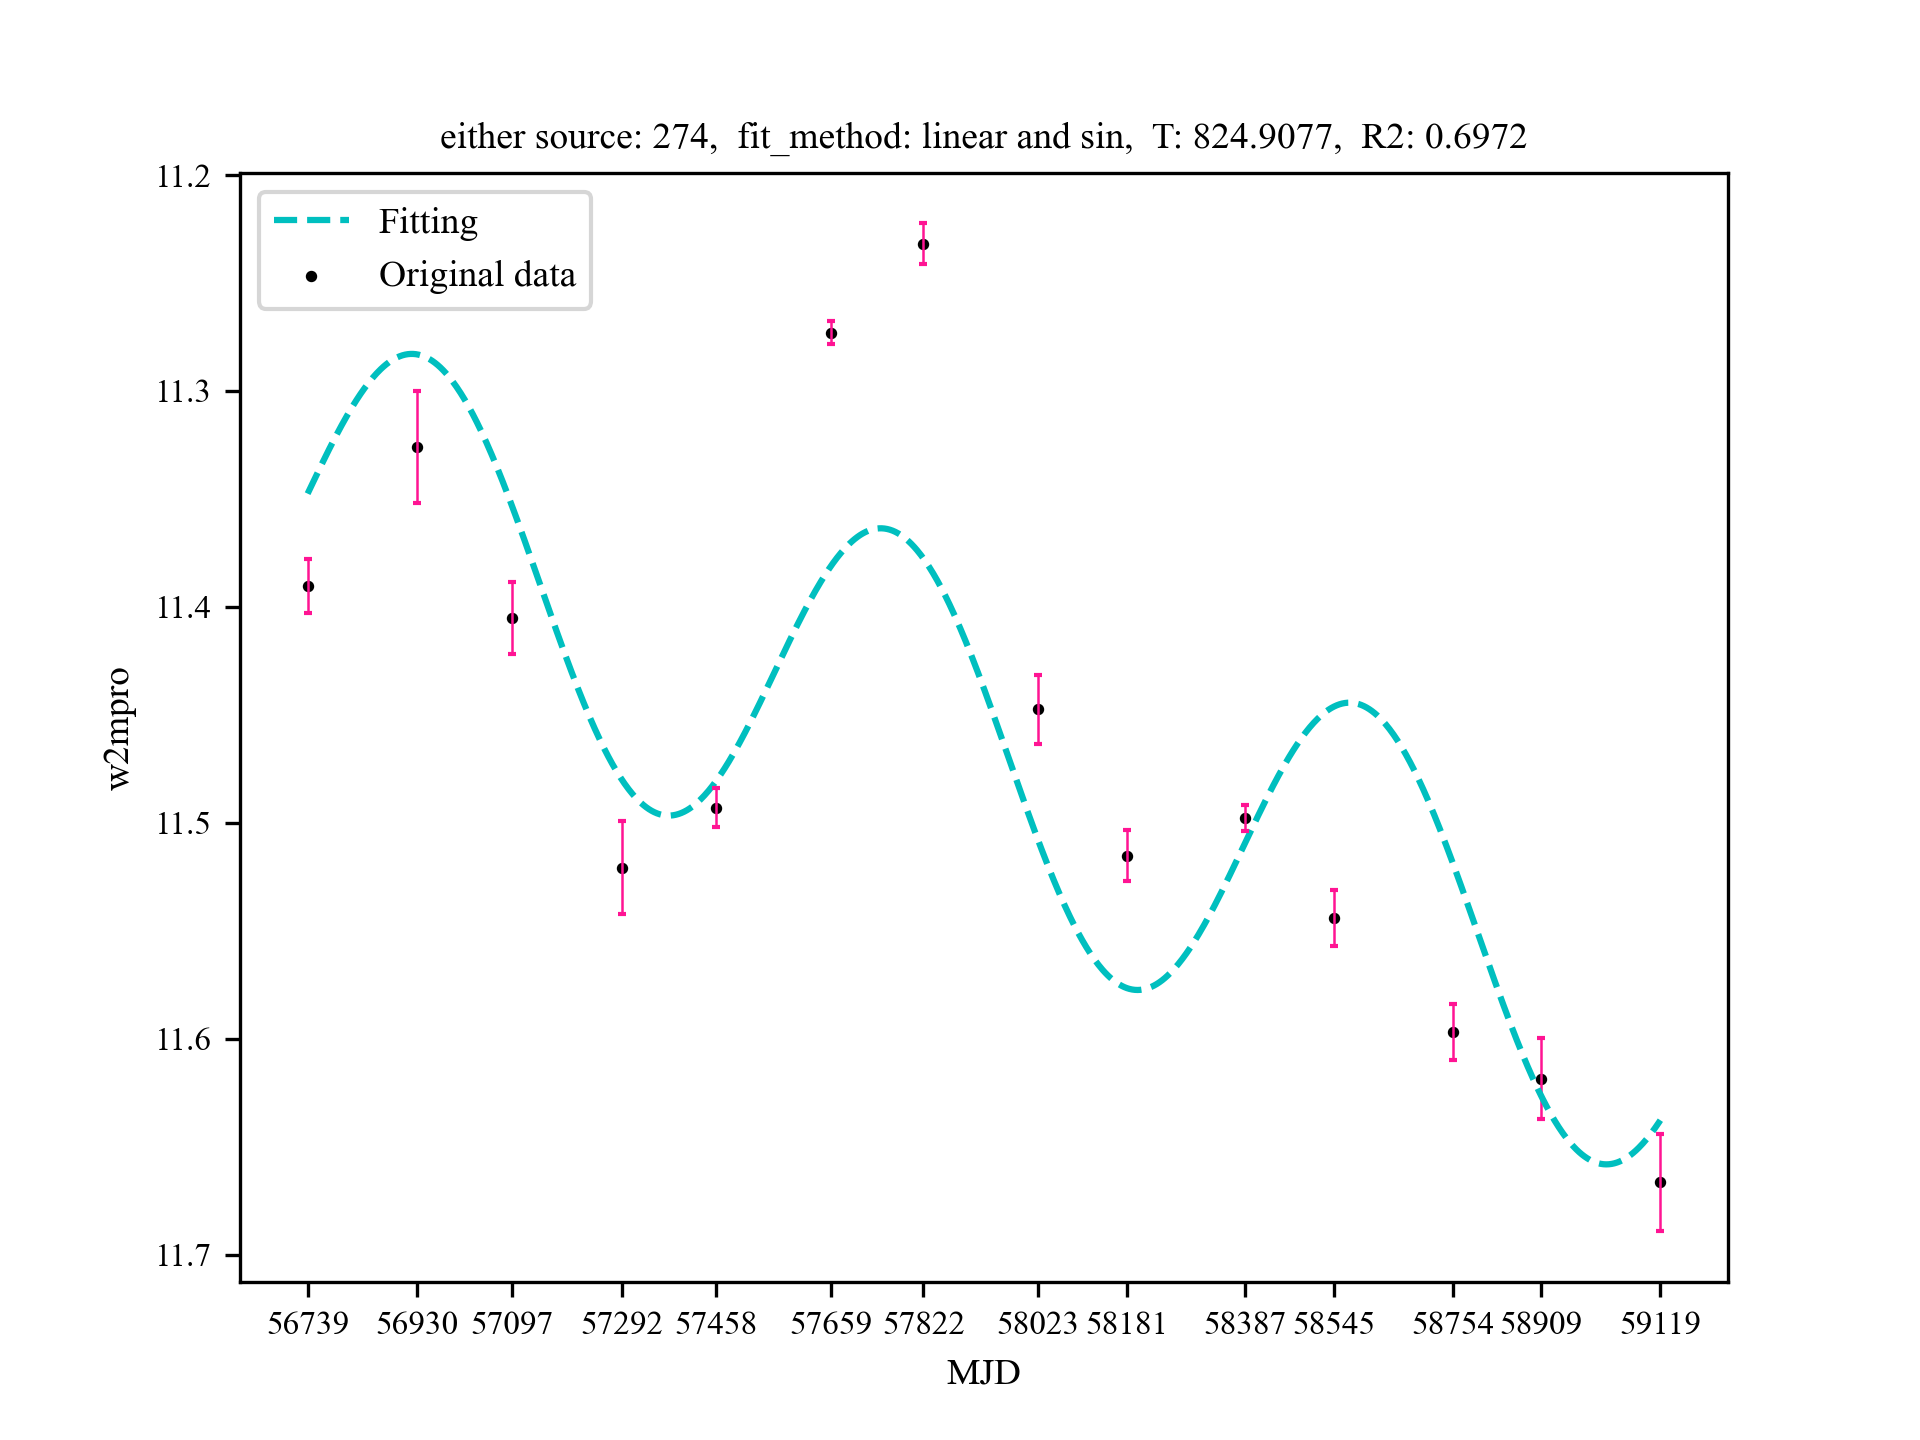 either source: 274,  fit_method: linear and sin,  T: 824.9077,  R2: 0.6972
Fitting
Original data
11.2
11.3
11.4
11.5
11.6
11.7
w2mpro
56739 56930 57097 57292 57458 57659 57822 58023 58181 58387 58545 58754 58909 59119
MJD